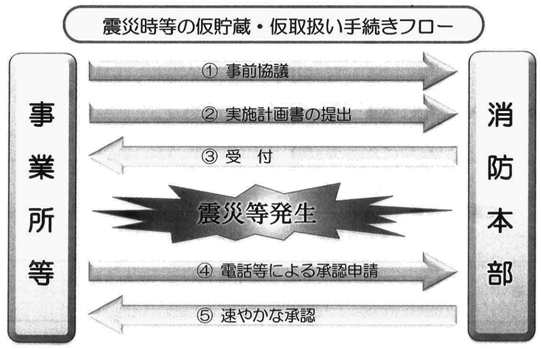 震災時等の仮貯蔵・仮取扱い手続きフロー
事業所等
消防本部
① 事前協議
② 実施計画書の提出
③ 受 付
震災等発生
④ 電話等による承認申請
⑤ 速やかな承認